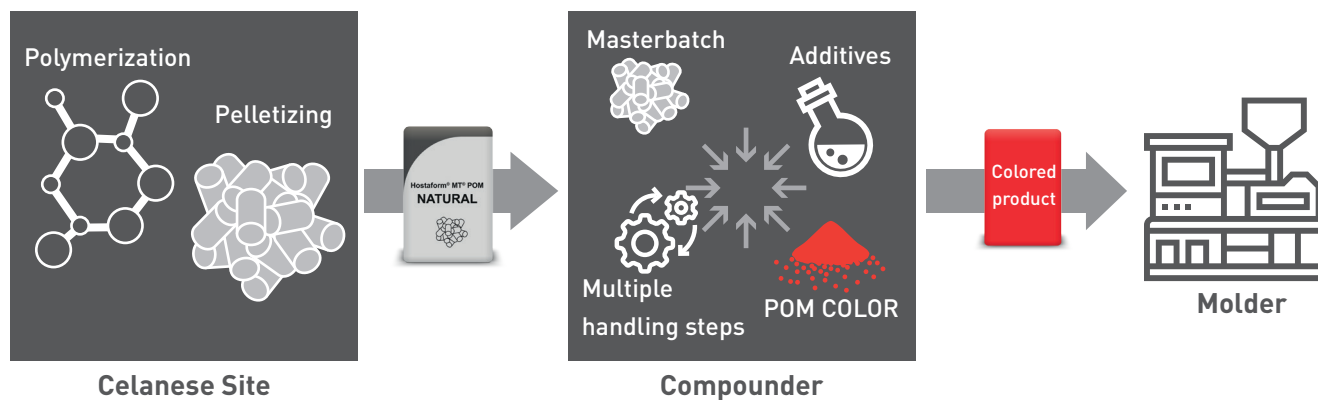 Polymerization
Pelletizing
Celanese Site
Hostaform® MT® POM
NATURAL
Masterbatch
Additives
Multiple
handling steps
POM COLOR
Compounder
Colored
product
Molder